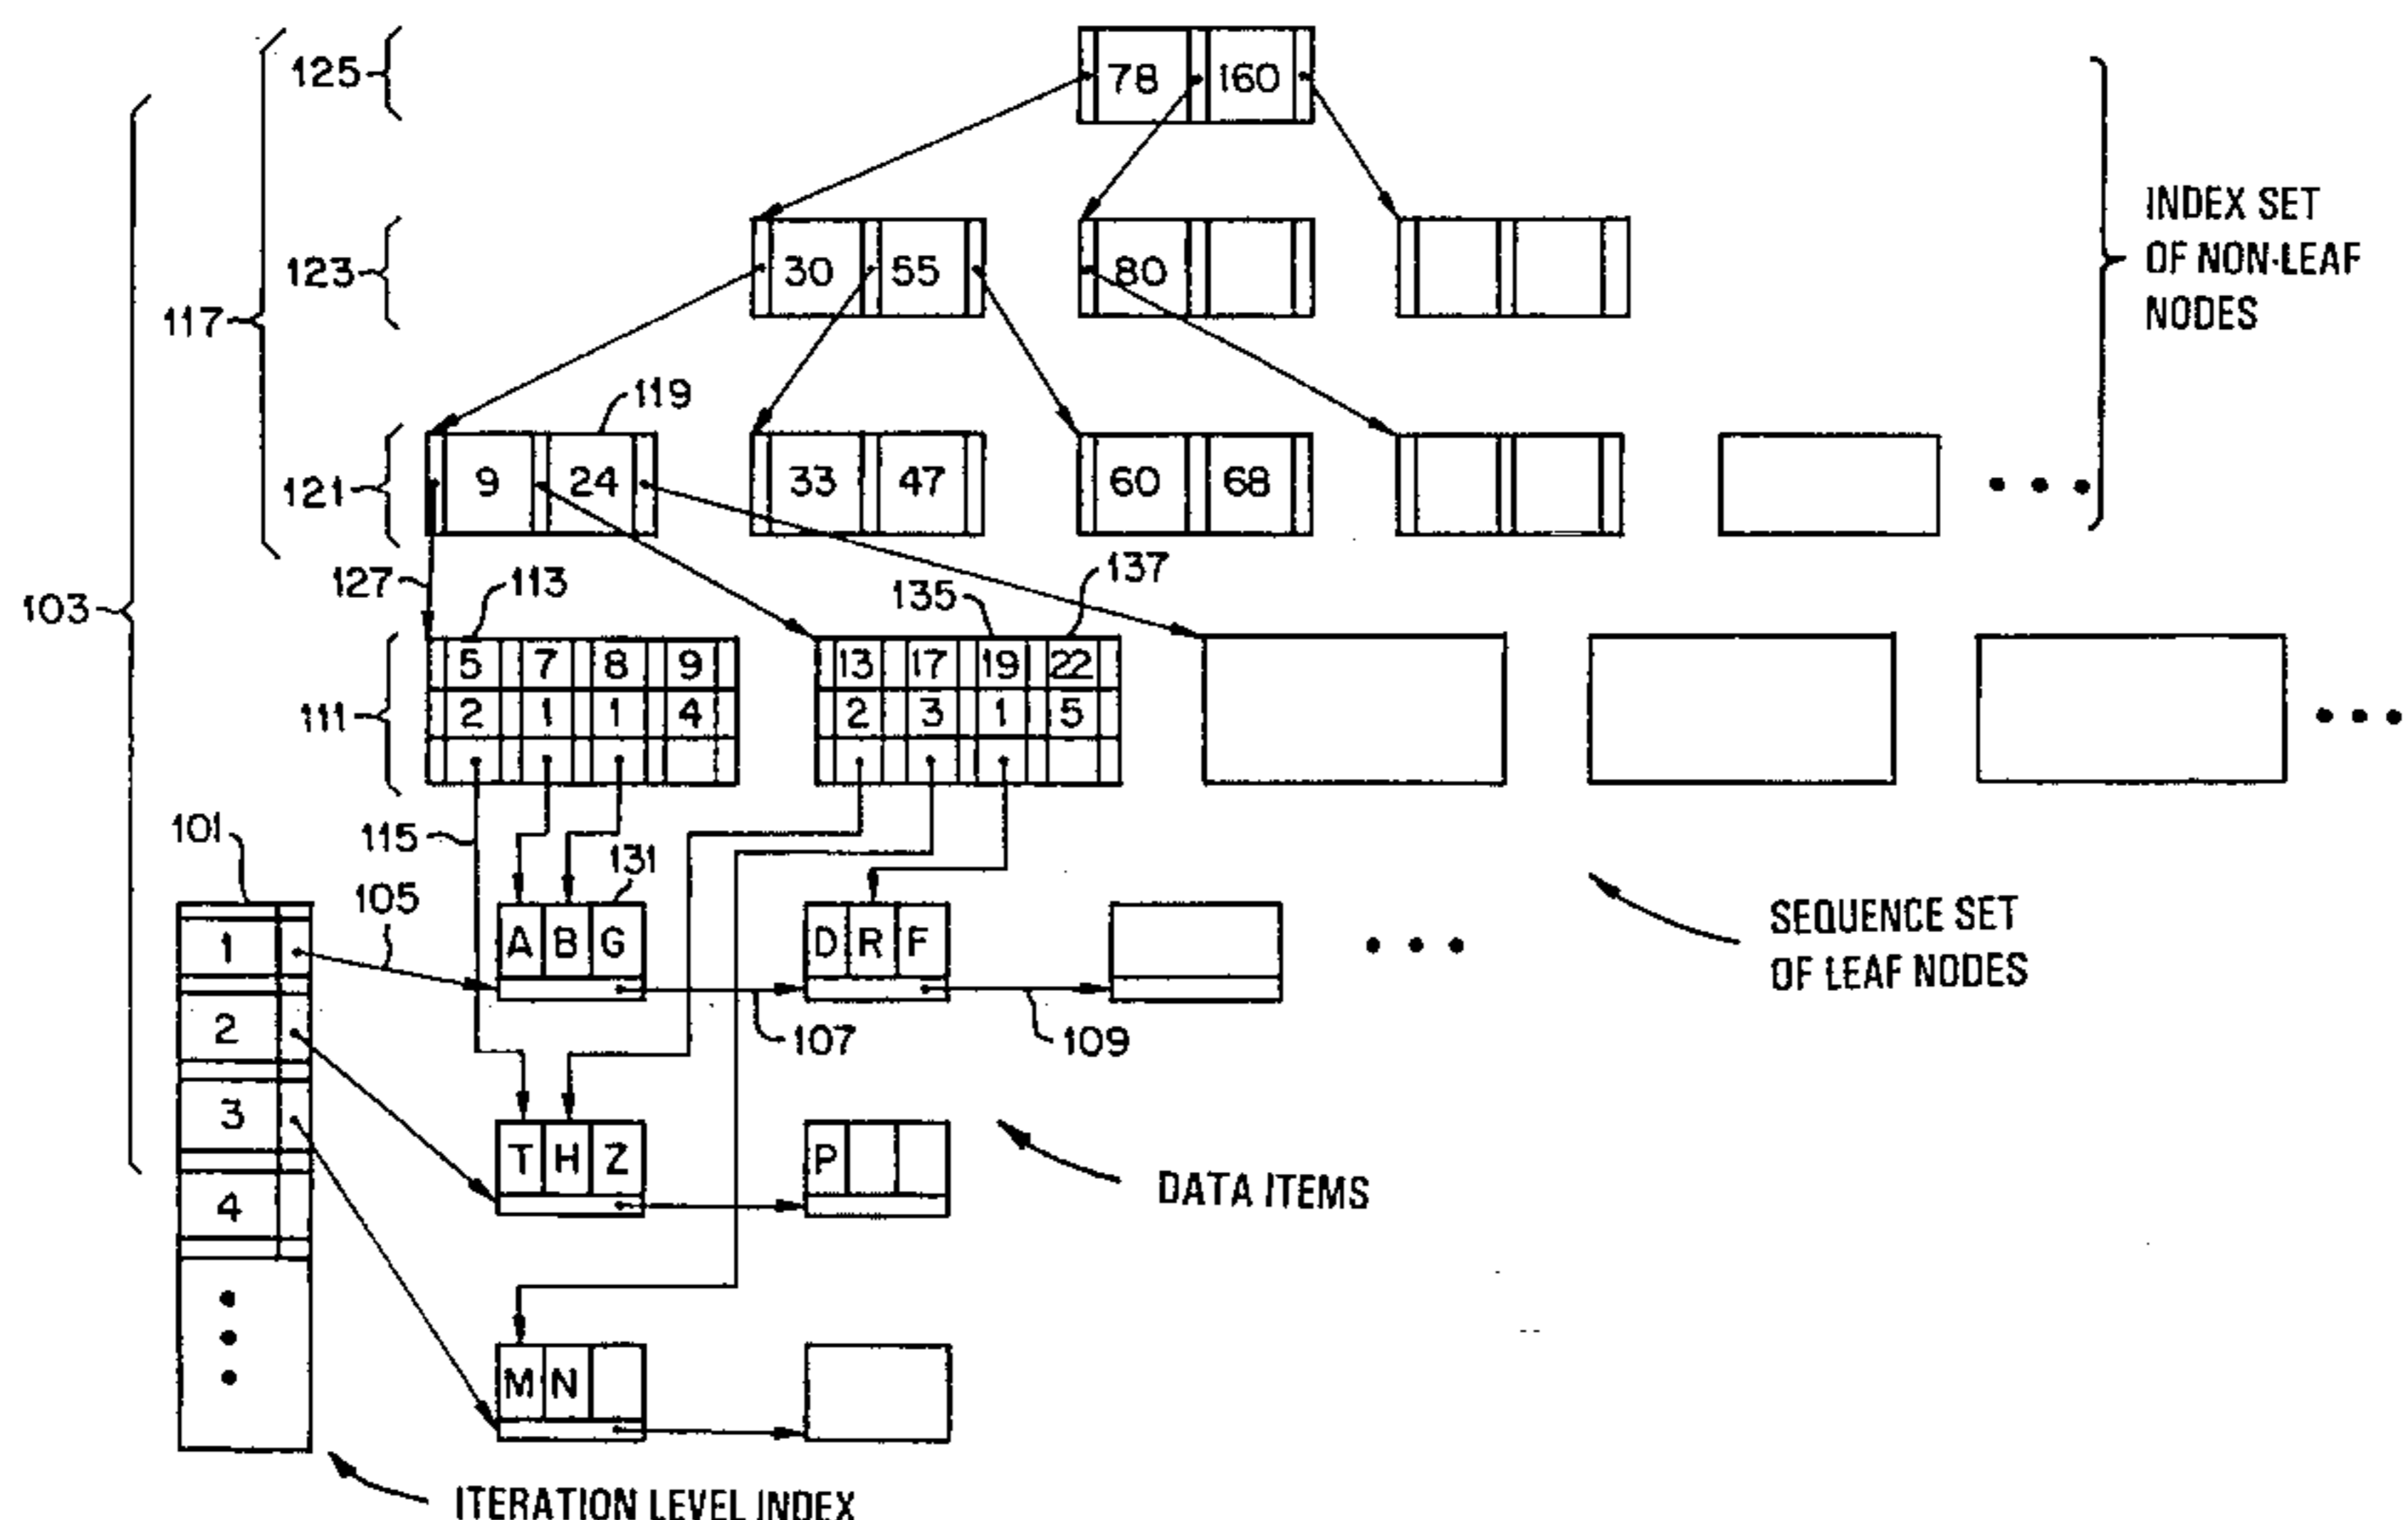 125 78 160
INDEX SET
OF NON-LEAF
NODES
123 30 55 80
117
119
121 9 24 33 47 60 68
127 113 135 137
103
5 7 8 9 13 17 19 22
111 2 1 1 4 2 3 1 5
101 115 131
105
1 A B G D R F
SEQUENCE SET
OF LEAF NODES
2 107 109
3 T H Z P
DATA ITEMS
4
M N
ITERATION LEVEL INDEX